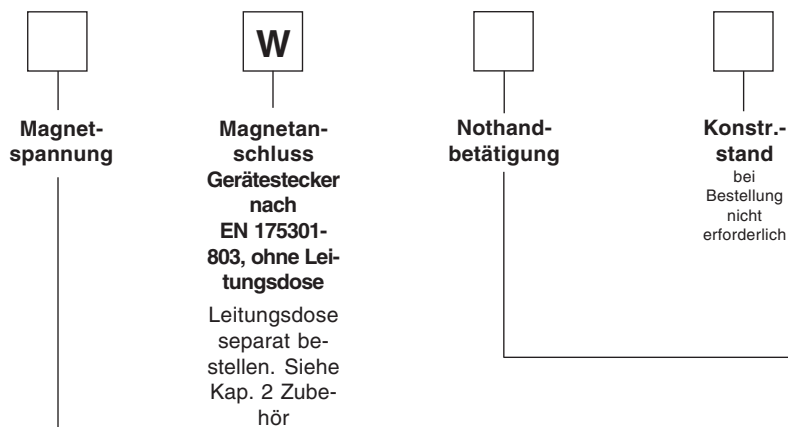 W
Magnet-
spannung
Magnetan-
schluss
Gerätestecker
nach
EN 175301-
803, ohne Lei-
tungsdose
Leitungsdose
separat be-
stellen. Siehe
Kap. 2 Zube-
hör
Nothand-
betätigung
Konstr.-
stand
bei
Bestellung
nicht
erforderlich